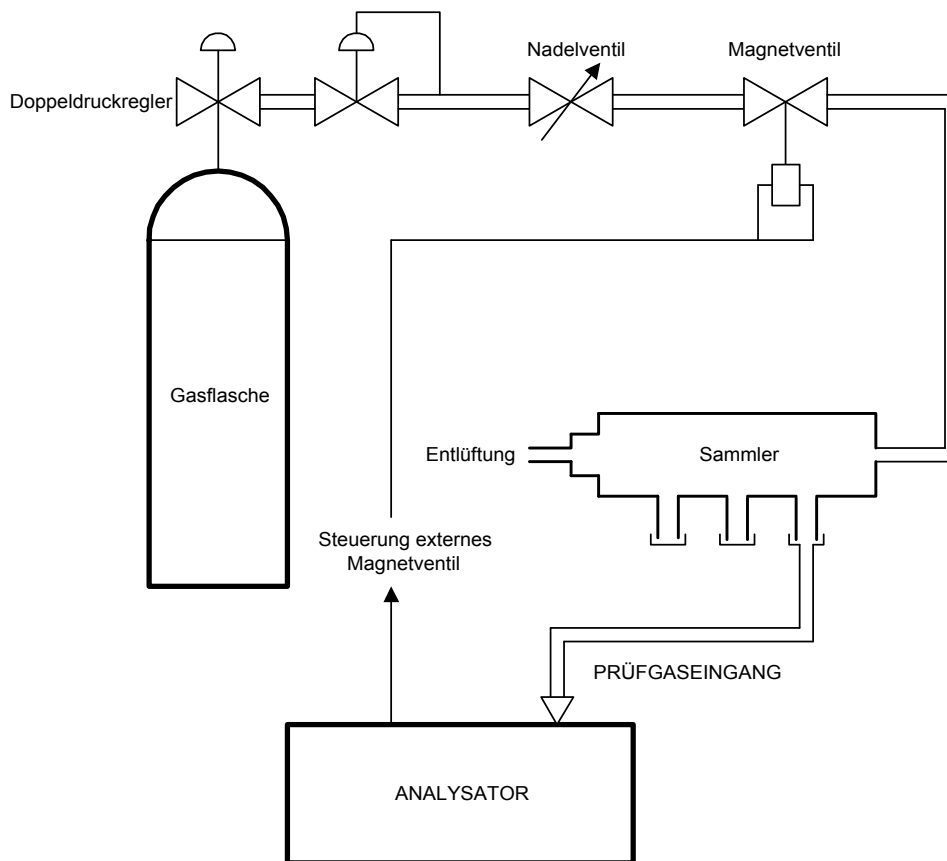 Nadelventil
Magnetventil
Doppeldruckregler
Gasflasche
Entlüftung
Sammler
Steuerung externes
Magnetventil
PRÜFGASEINGANG
ANALYSATOR